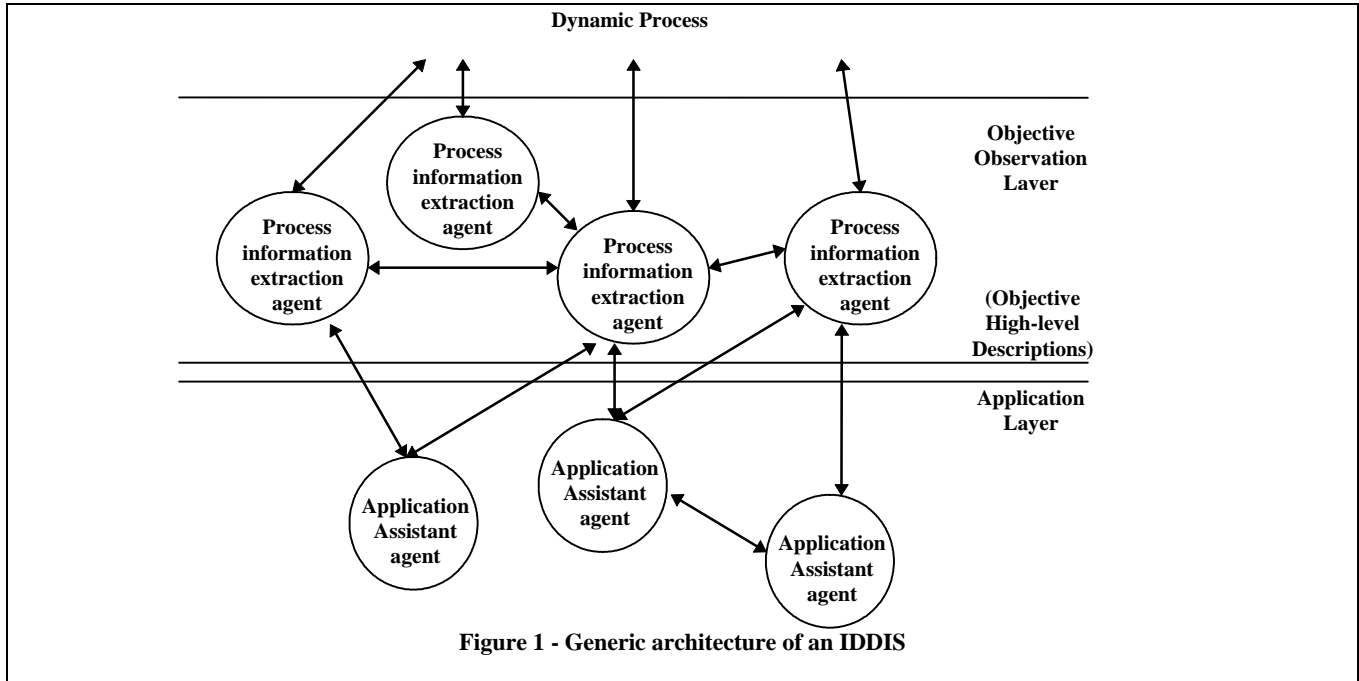 Dynamic Process
Objective
Observation
Laver
Process
information
extraction
agent
Process
information
extraction
agent
Process
information
extraction
agent
Process
information
extraction
agent
(Objective
High-level
Descriptions)
Application
Layer
Application
Assistant
agent
Application
Assistant
agent
Application
Assistant
agent
Figure 1 - Generic architecture of an IDDIS